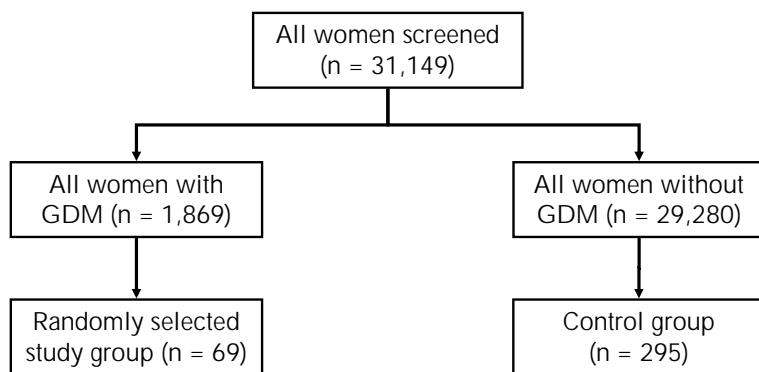 All women screened
(n = 31,149)
All women with
GDM (n = 1,869)
All women without
GDM (n = 29,280)
Randomly selected
study group (n = 69)
Control group
(n = 295)